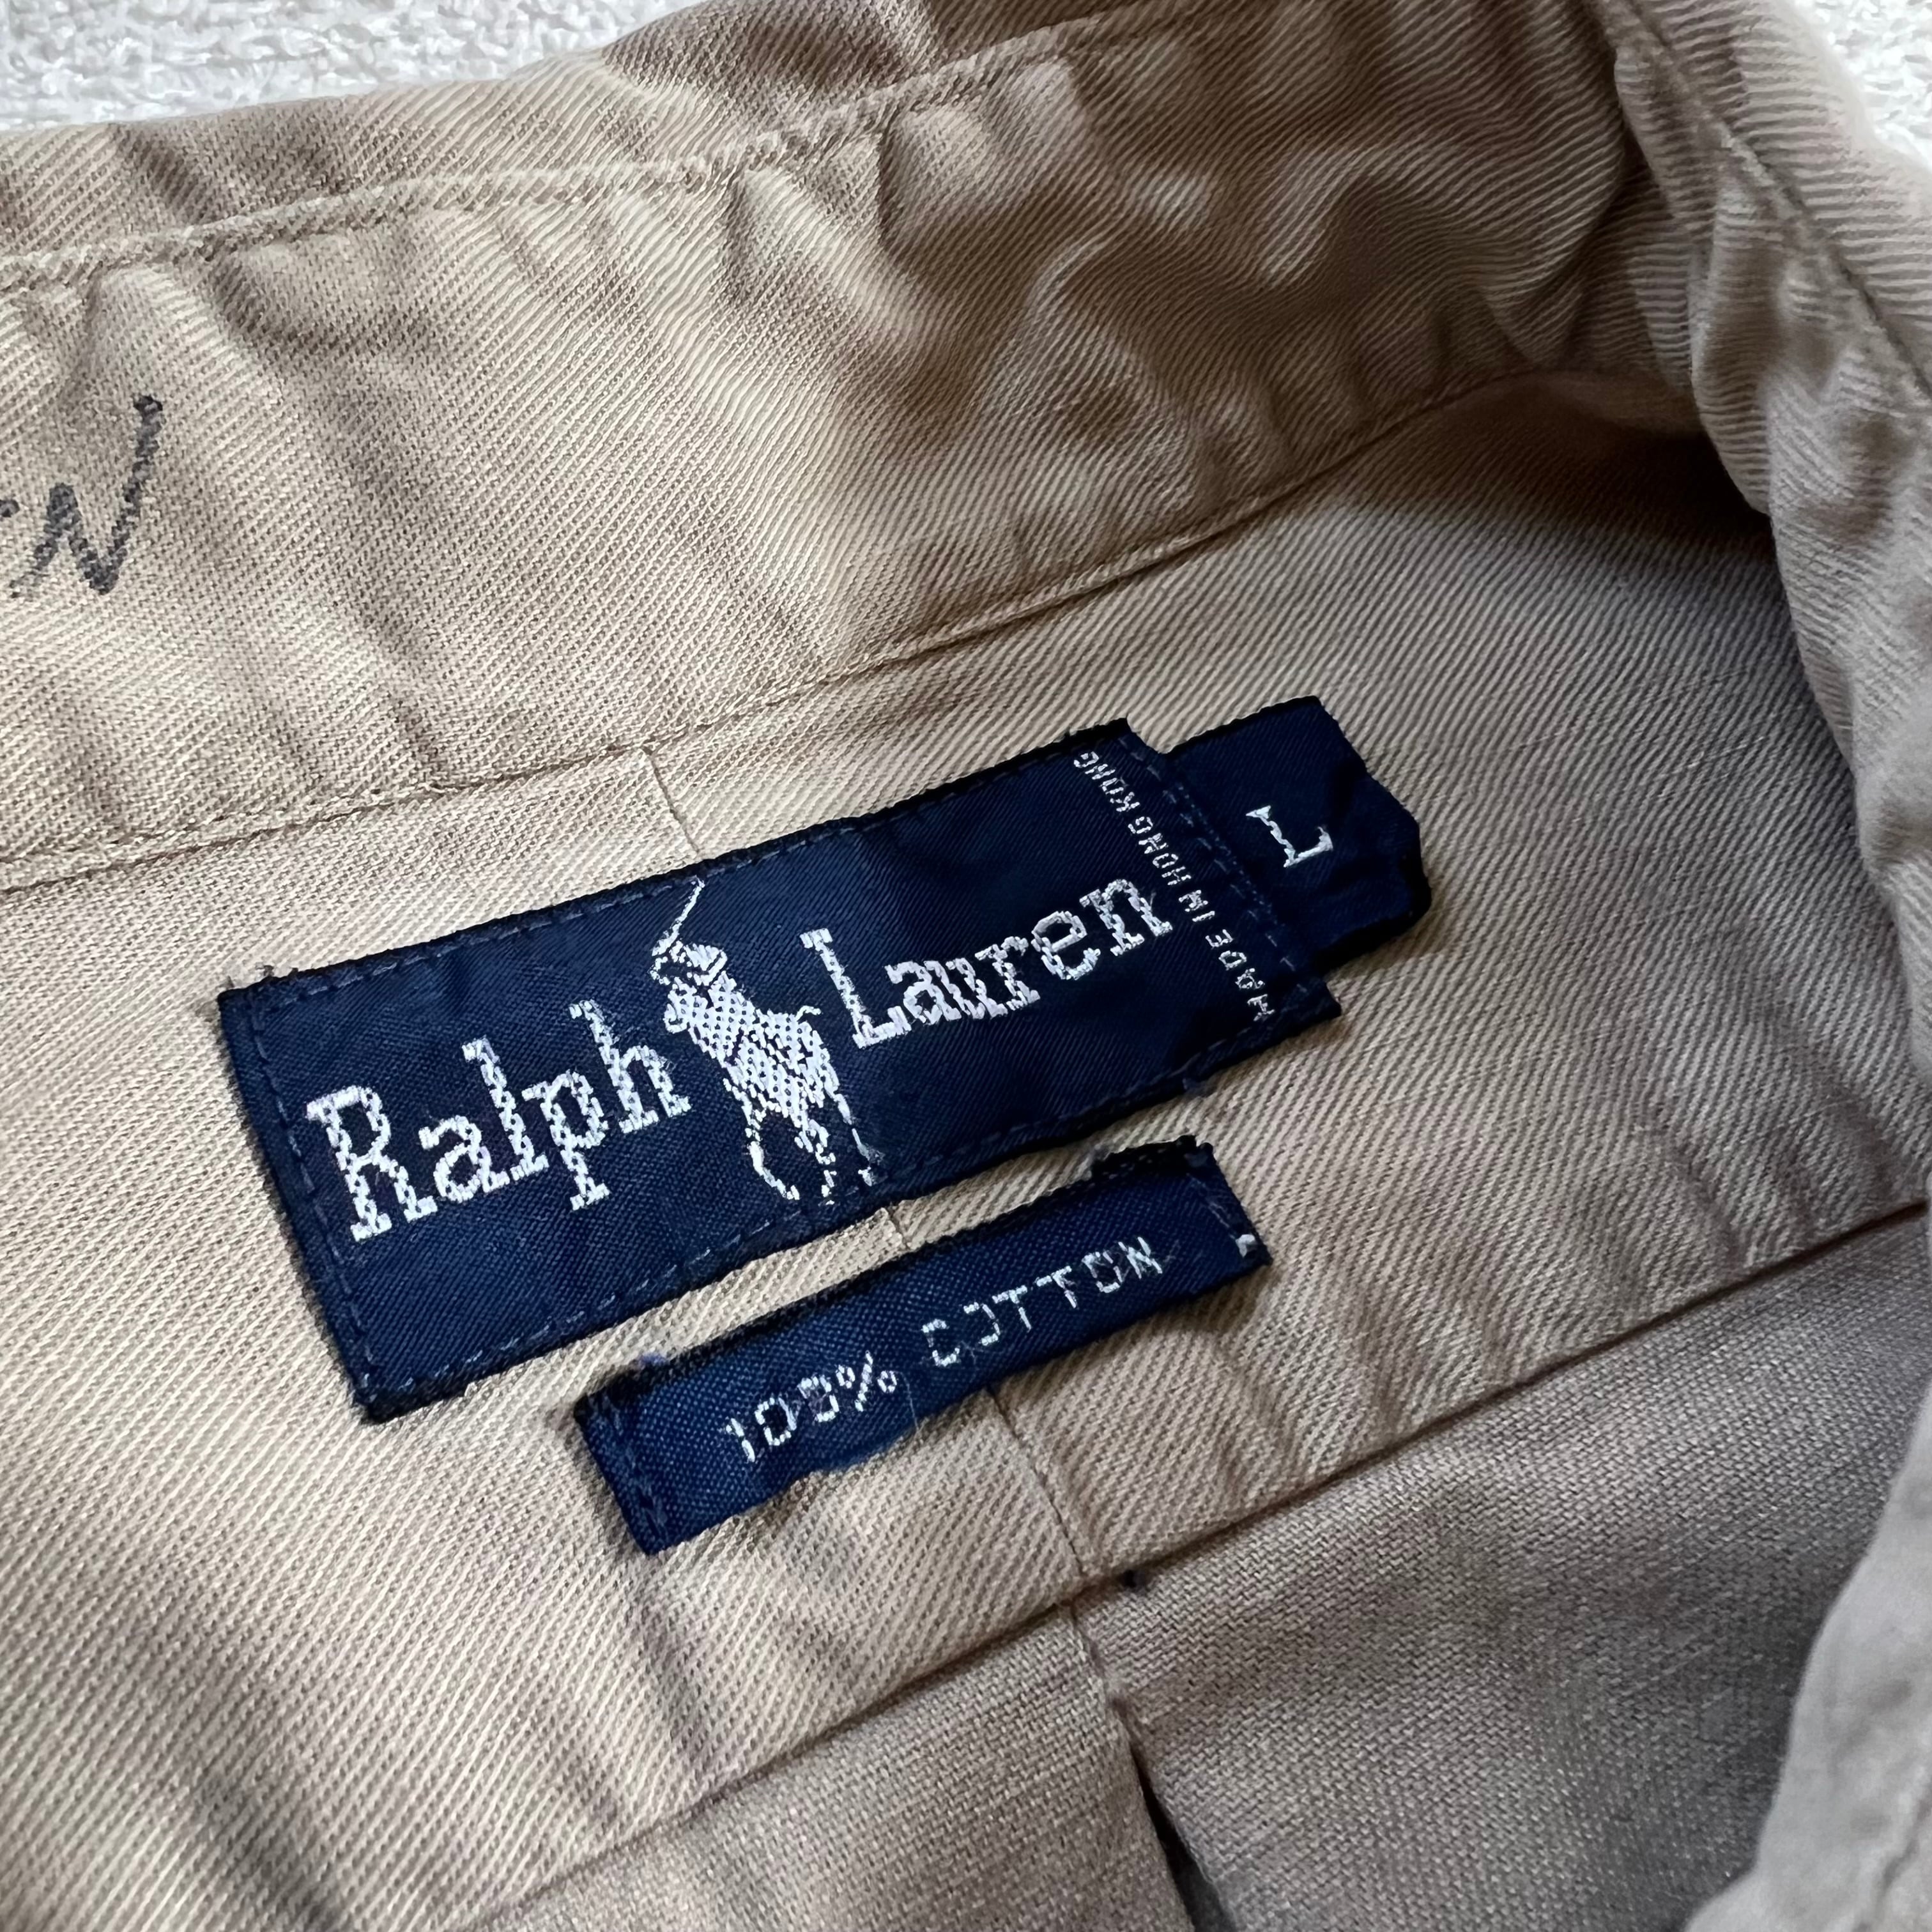 Ralph Lauren
MADE IN HONG KONG
L
100% COTTON